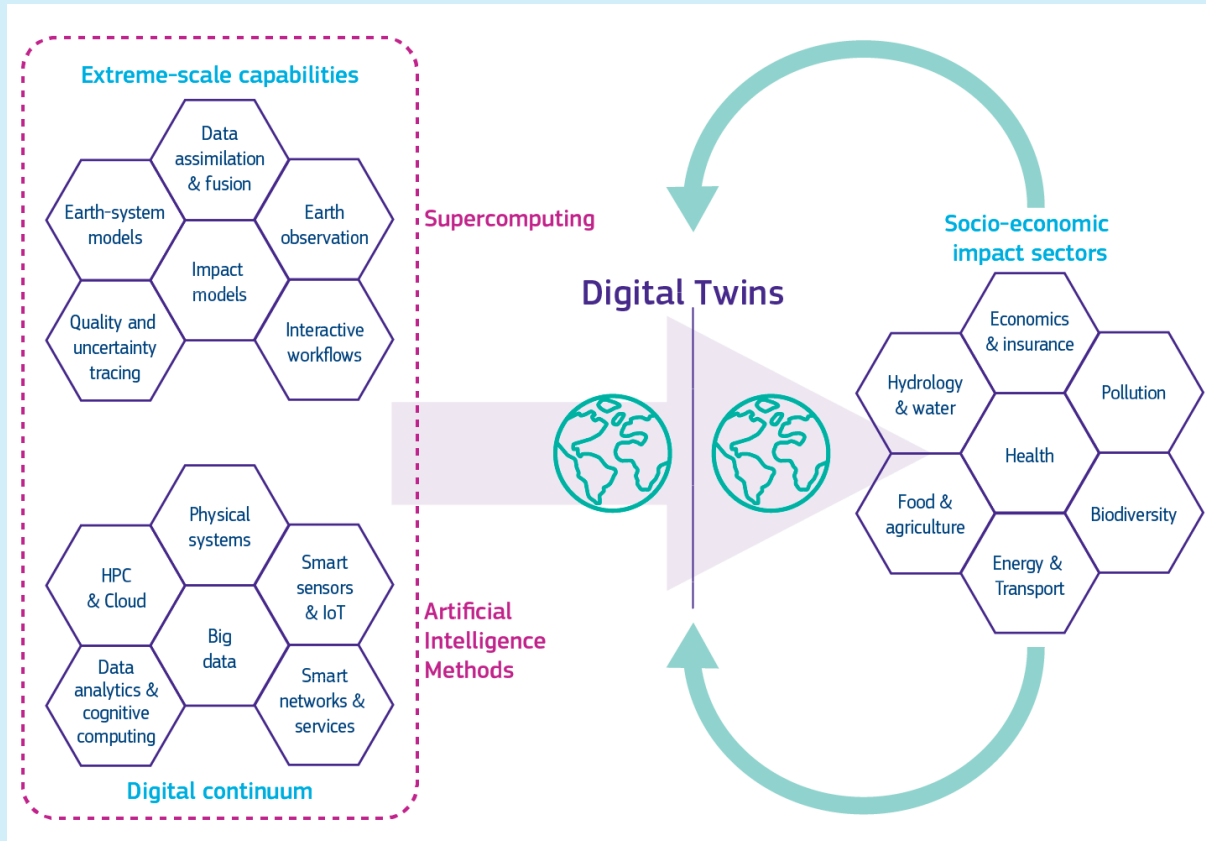 Extreme-scale capabilities
Data
assimilation
& fusion
Earth-system
models
Earth
observation
Impact
models
Quality and
uncertainty
tracing
Interactive
workflows
Supercomputing
Physical
systems
HPC
& Cloud
Smart
sensors
& IoT
Big
data
Data
analytics &
cognitive
computing
Smart
networks &
services
Artificial
Intelligence
Methods
Digital continuum
Digital Twins
Socio-economic
impact sectors
Economics
& insurance
Hydrology
& water
Pollution
Health
Food &
agriculture
Biodiversity
Energy &
Transport